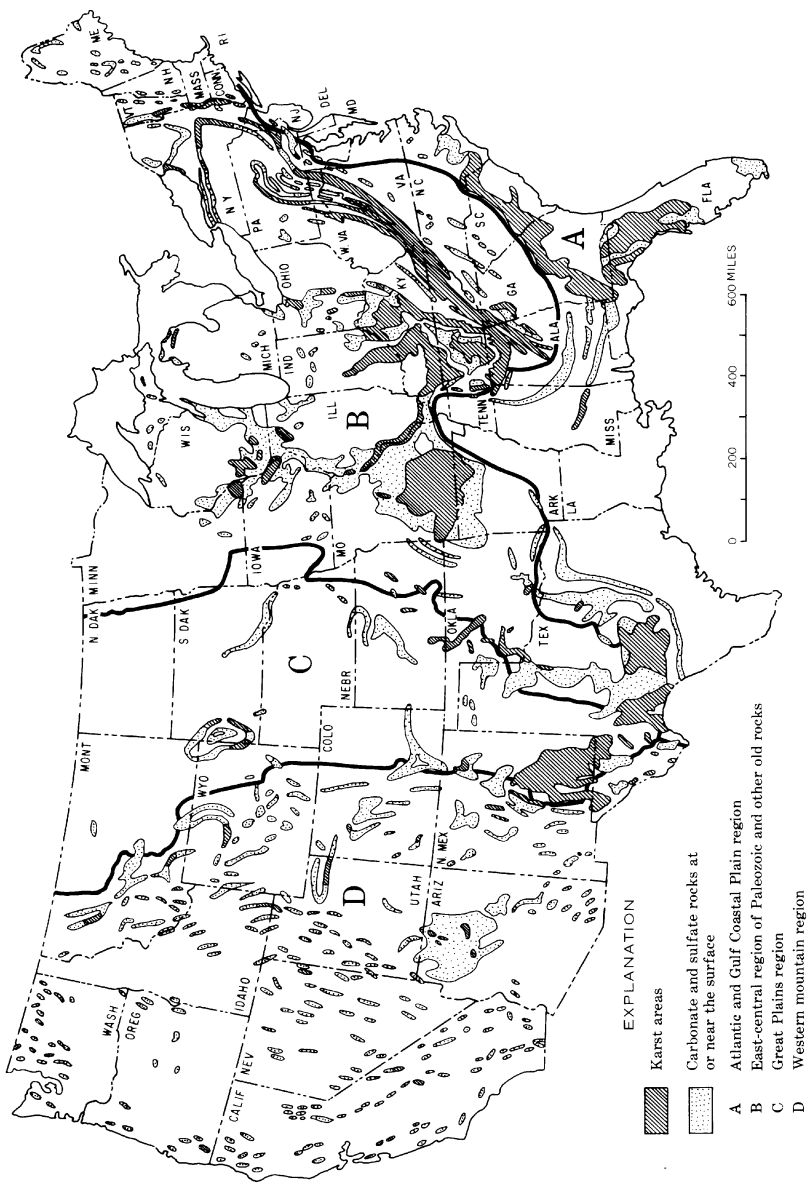 WASH
OREG
IDAHO
MONT
N DAK
MINN
S DAK
WIS
MICH
NY
VT
NH
ME
MASS
CONN
RI
CALIF
NEV
UTAH
ARIZ
WYO
COLO
N MEX
NEBR
IOWA
MO
ILL
IND
OHIO
PA
NJ
DEL
MD
W. VA
VA
KY
NC
SC
TENN
OKLA
TEX
ARK
LA
MISS
ALA
GA
FLA
A
B
C
D
0 200 400 600 MILES
EXPLANATION
Karst areas
Carbonate and sulfate rocks at
or near the surface
A Atlantic and Gulf Coastal Plain region
B East-central region of Paleozoic and other old rocks
C Great Plains region
D Western mountain region